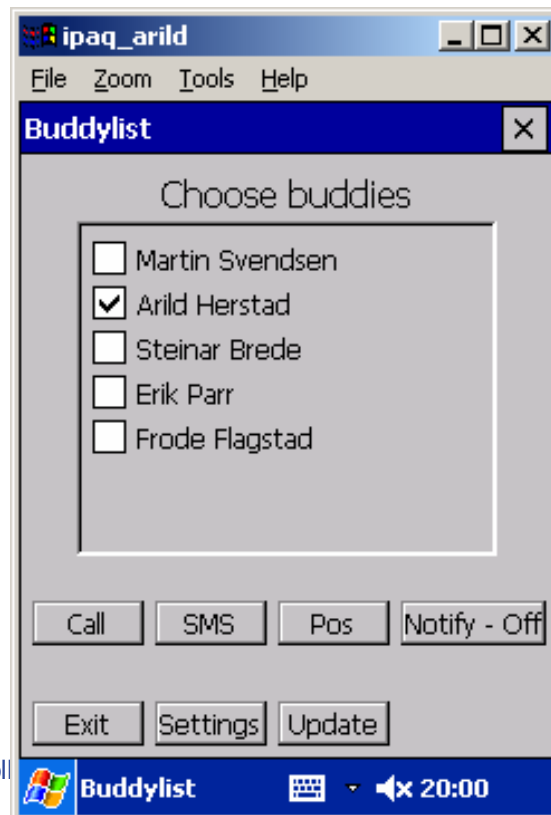 ipaq_arild
File Zoom Tools Help
Buddylist
Choose buddies
Martin Svendsen
Arild Herstad
Steinar Brede
Erik Parr
Frode Flagstad
Call SMS Pos Notify - Off
Exit Settings Update
Buddylist 20:00